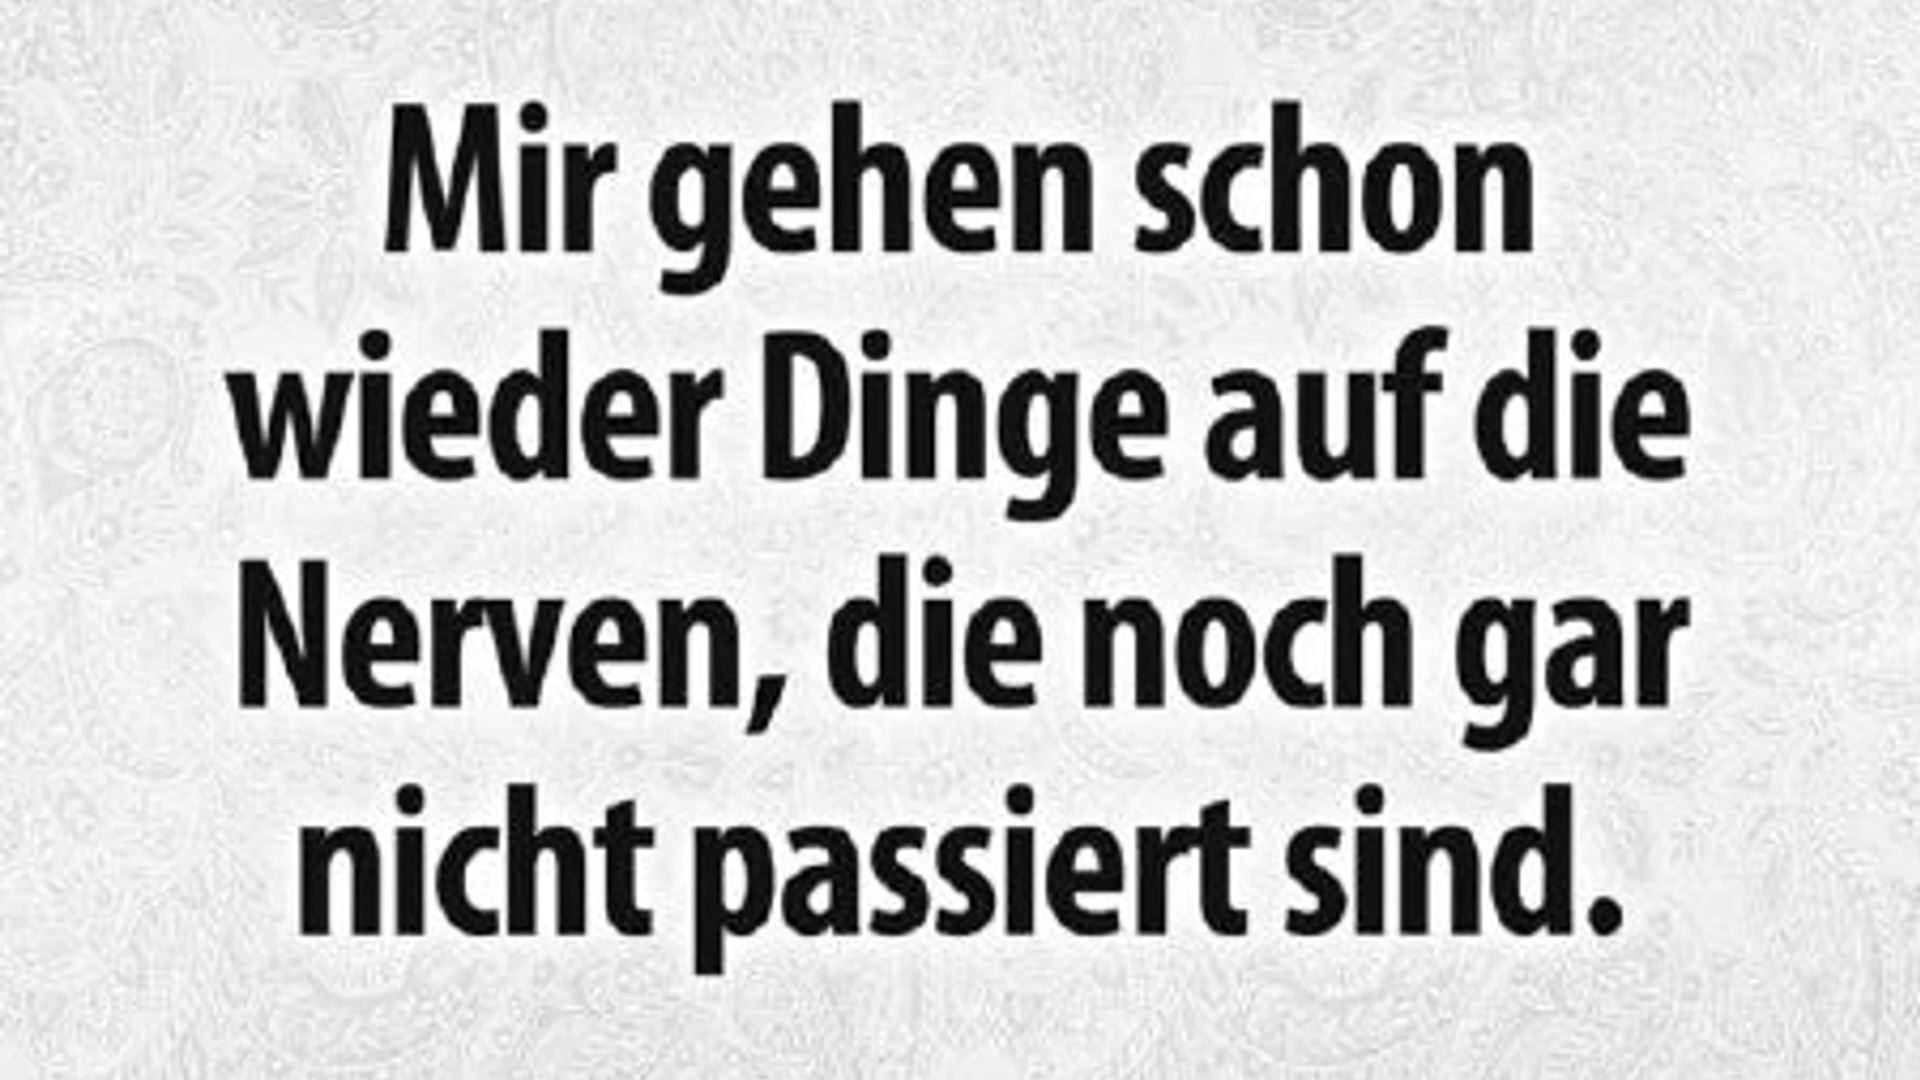 Mir gehen schon
wieder Dinge auf die
Nerven, die noch gar
nicht passiert sind.